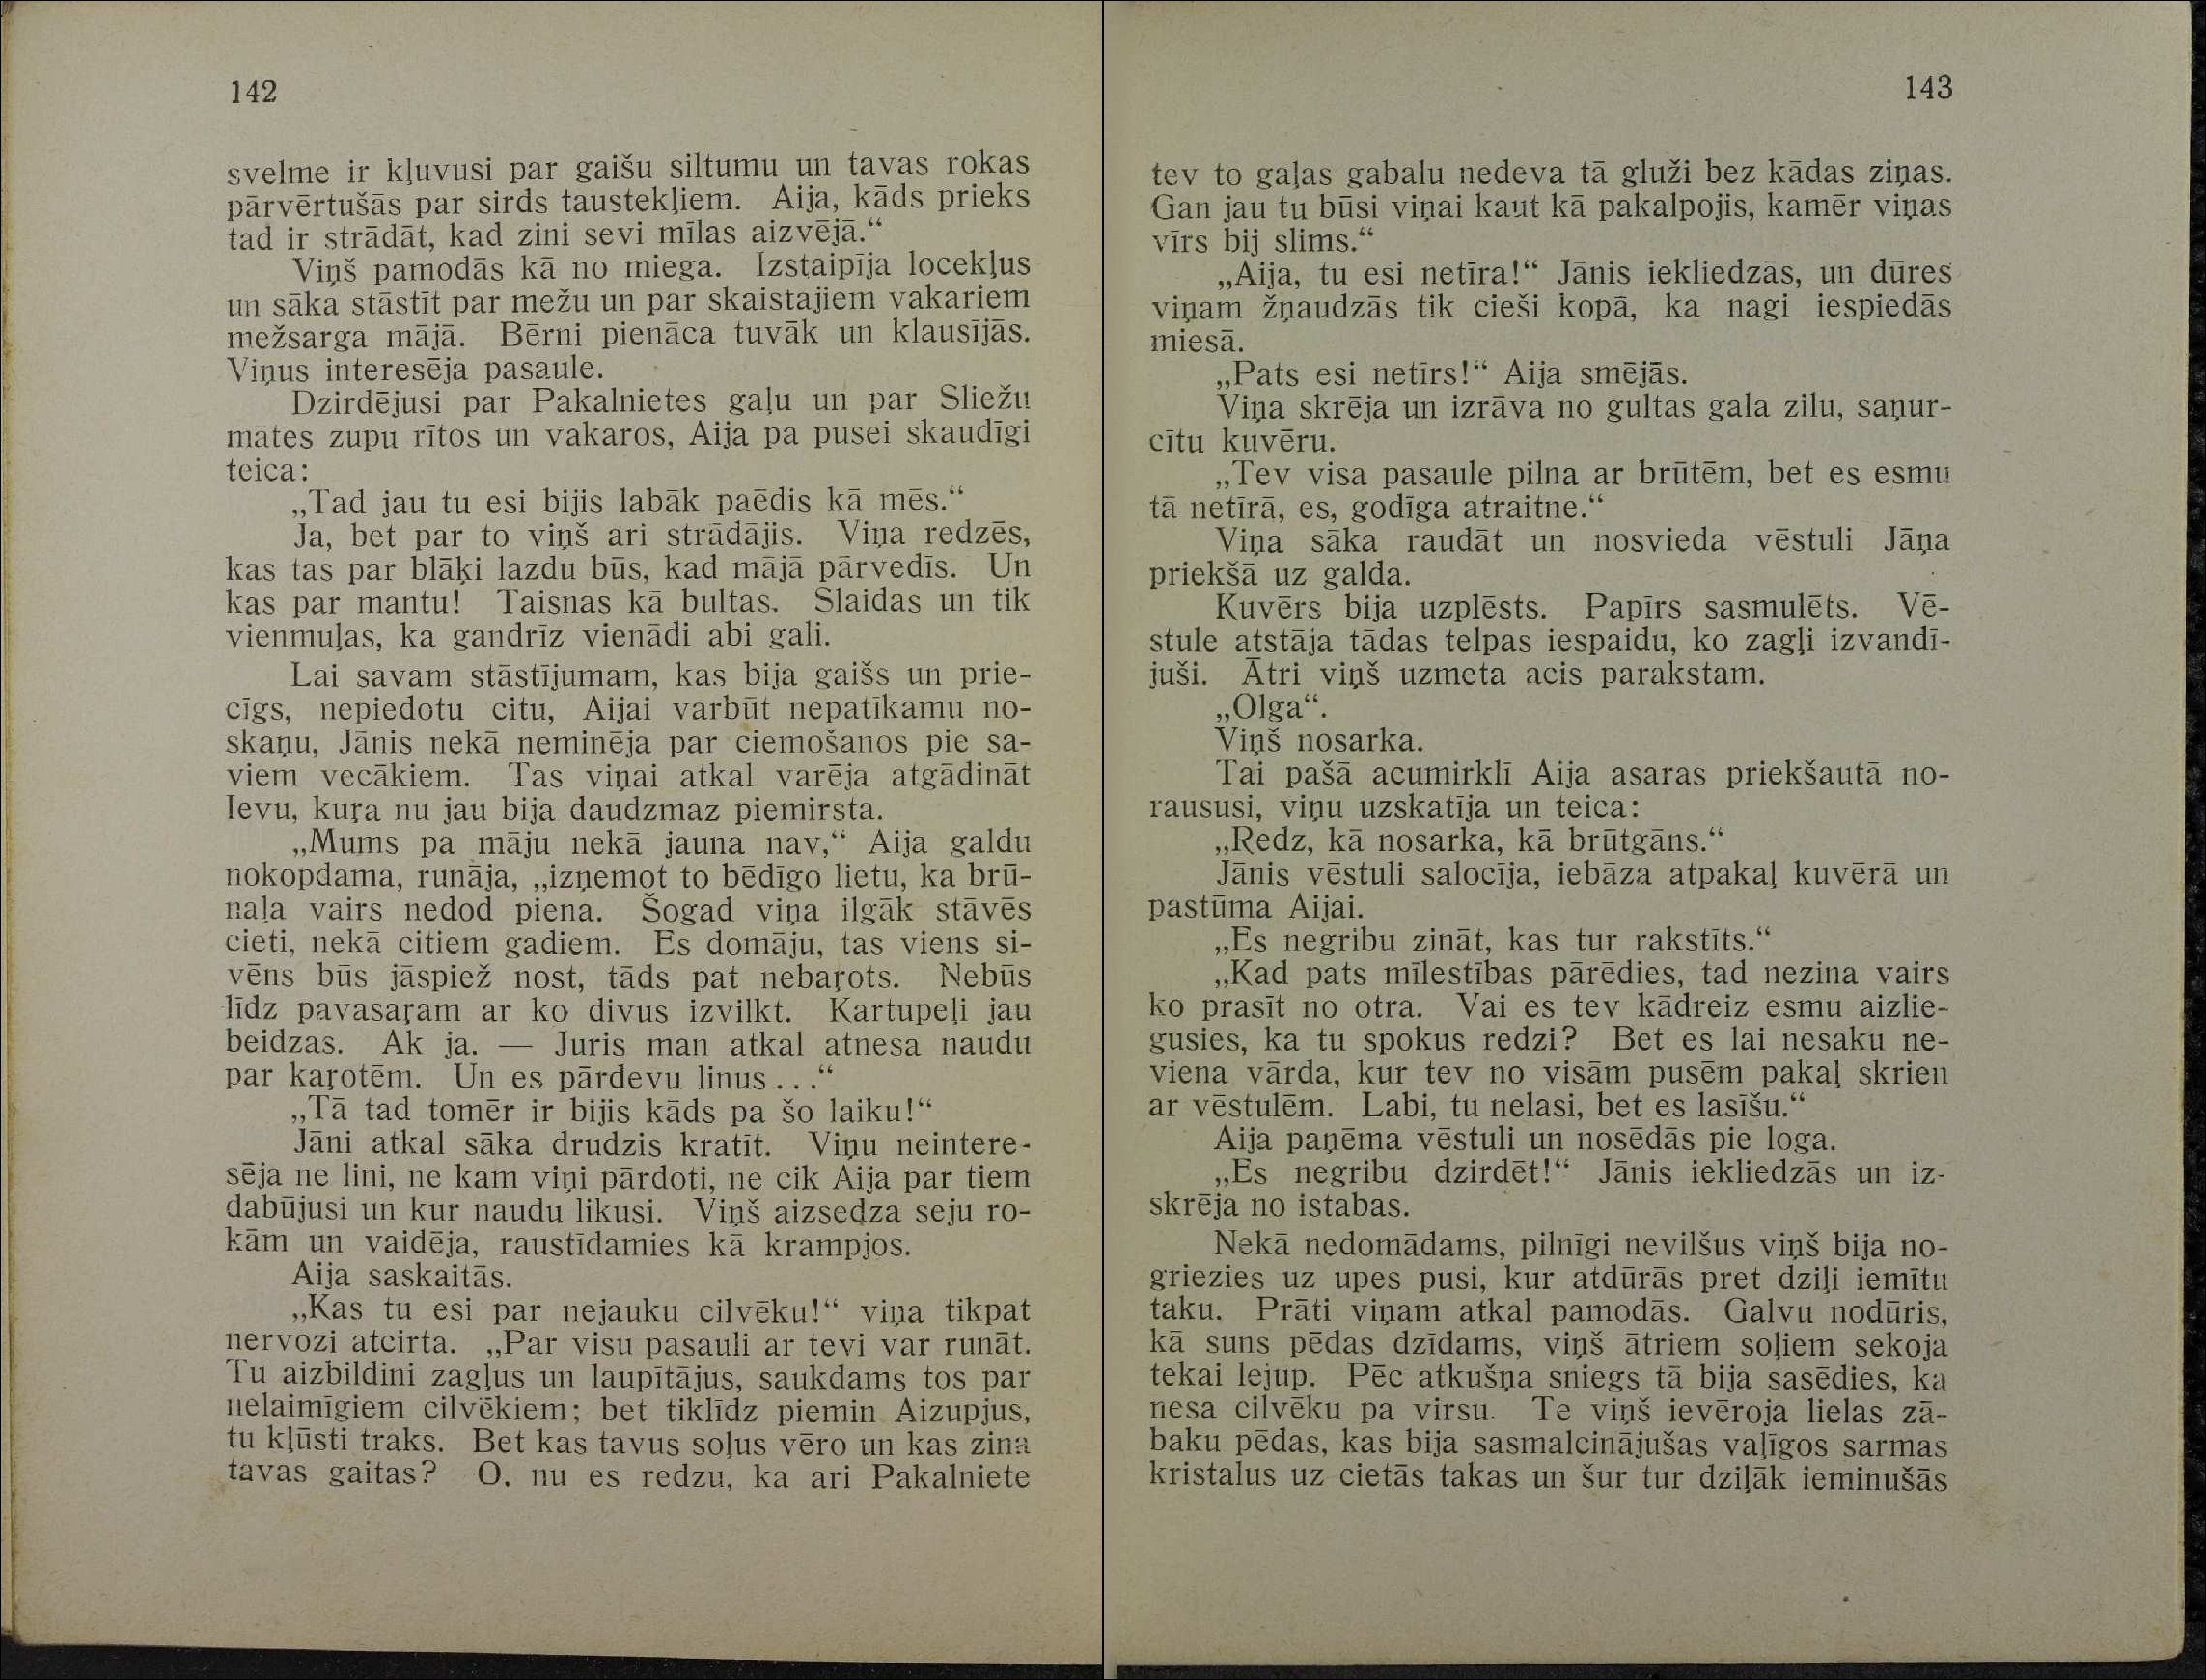 142
svelme ir kļuvusi par gaišu siltumu un tavas rokas
pārvērtušās par sirds taustekļiem. Aija, kāds prieks
tad ir strādāt, kad zini sevi mīlas aizvējā.“
Viņš pamodās kā no miega. Izstaipīja locekļus
un sāka stāstīt par mežu un par skaistajiem vakariem
mežsarga mājā. Bērni pienāca tuvāk un klausījās.
Viņus interesēja pasaule.
Dzirdējusi par Pakalnietes gaļu un par Sliežu
mātes zupu rītos un vakaros, Aija pa pusei skaudīgi
teica:
„Tad jau tu esi bijis labāk paēdis kā mēs.“
Ja, bet par to viņš ari strādājis. Viņa redzēs,
kas tas par blāķi lazdu būs, kad mājā pārvedīs. Un
kas par mantu! Taisnas kā bultas. Slaidas un tik
vienmuļas, ka gandrīz vienādi abi gali.
Lai savam stāstījumam, kas bija gaišs un prie-
cīgs, nepiedotu citu, Aijai varbūt nepatīkamu no-
skaņu, Jānis nekā neminēja par ciemošanos pie sa-
viem vecākiem. Tas viņai atkal varēja atgādināt
Ievu, kuŗa nu jau bija daudzmaz piemirsta.
„Mums pa māju nekā jauna nav,“ Aija galdu
nokopdama, runāja, „izņemot to bēdīgo lietu, ka brū-
naļa vairs nedod piena. Šogad viņa ilgāk stāvēs
cieti, nekā citiem gadiem. Es domāju, tas viens si-
vēns būs jāspiež nost, tāds pat nebaŗots. Nebūs
līdz pavasaŗam ar ko divus izvilkt. Kartupeļi jau
beidzas. Ak ja. — Juris man atkal atnesa naudu
par kaŗotēm. Un es pārdevu linus . . .“
„Tā tad tomēr ir bijis kāds pa šo laiku!“
Jāni atkal sāka drudzis kratīt. Viņu neintere-
sēja ne lini, ne kam viņi pārdoti, ne cik Aija par tiem
dabūjusi un kur naudu likusi. Viņš aizsedza seju ro-
kām un vaidēja, raustīdamies kā krampjos.
Aija saskaitās.
„Kas tu esi par nejauku cilvēku!“ viņa tikpat
nervozi atcirta. „Par visu pasauli ar tevi var runāt.
Tu aizbildini zagļus un laupītājus, saukdams tos par
nelaimīgiem cilvēkiem; bet tiklīdz piemin Aizupjus,
tu kļūsti traks. Bet kas tavus soļus vēro un kas zina
tavas gaitas? O, nu es redzu, ka ari Pakalniete
143
tev to gaļas gabalu nedeva tā gluži bez kādas ziņas.
Gan jau tu būsi viņai kaut kā pakalpojis, kamēr viņas
vīrs bij slims.“
„Aija, tu esi netīra!“ Jānis iekliedzās, un dūres
viņam žņaudzās tik cieši kopā, ka nagi iespiedās
miesā.
„Pats esi netīrs!“ Aija smējās.
Viņa skrēja un izrāva no gultas gala zilu, saņur-
cītu kuvēru.
„Tev visa pasaule pilna ar brūtēm, bet es esmu
tā netīrā, es, godīga atraitne.“
Viņa sāka raudāt un nosvieda vēstuli Jāņa
priekšā uz galda.
Kuvērs bija uzplēsts. Papīrs sasmulēts. Vē-
stule atstāja tādas telpas iespaidu, ko zagļi izvandī-
juši. Ātri viņš uzmeta acis parakstam.
„Olga“.
Viņš nosarka.
Tai pašā acumirklī Aija asaras priekšautā no-
raususi, viņu uzskatīja un teica:
„Redz, kā nosarka, kā brūtgāns.“
Jānis vēstuli salocīja, iebāza atpakaļ kuvērā un
pastūma Aijai.
„Es negribu zināt, kas tur rakstīts.“
„Kad pats mīlestības pārēdies, tad nezina vairs
ko prasīt no otra. Vai es tev kādreiz esmu aizlie-
gusies, ka tu spokus redzi? Bet es lai nesaku ne-
viena vārda, kur tev no visām pusēm pakaļ skrien
ar vēstulēm. Labi, tu nelasi, bet es lasīšu.“
Aija paņēma vēstuli un nosēdās pie loga.
„Es negribu dzirdēt!“ Jānis iekliedzās un iz-
skrēja no istabas.
Nekā nedomādams, pilnīgi nevilšus viņš bija no-
griezies uz upes pusi, kur atdūrās pret dziļi iemītu
taku. Prāti viņam atkal pamodās. Galvu nodūris,
kā suns pēdas dzīdams, viņš ātriem soļiem sekoja
tekai lejup. Pēc atkušņa sniegs tā bija sasēdies, ka
nesa cilvēku pa virsu. Te viņš ievēroja lielas zā-
baku pēdas, kas bija sasmalcinājušas vaļīgos sarmas
kristalus uz cietās takas un šur tur dziļāk ieminušās